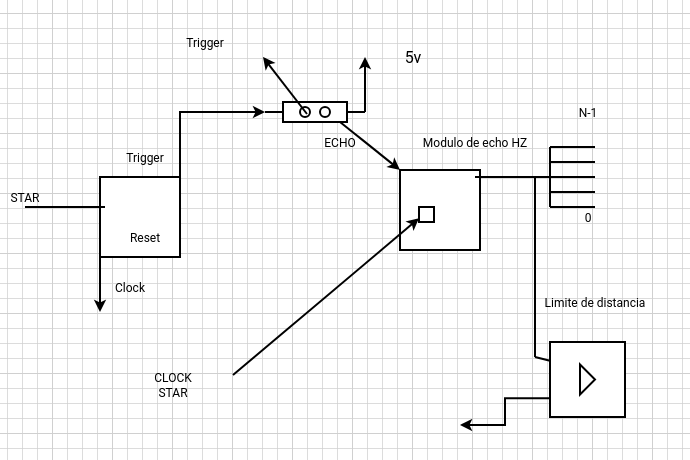 Trigger
5v
N-1
ECHO
Modulo de echo HZ
Trigger
STAR
0
Reset
Clock
Limite de distancia
CLOCK
STAR